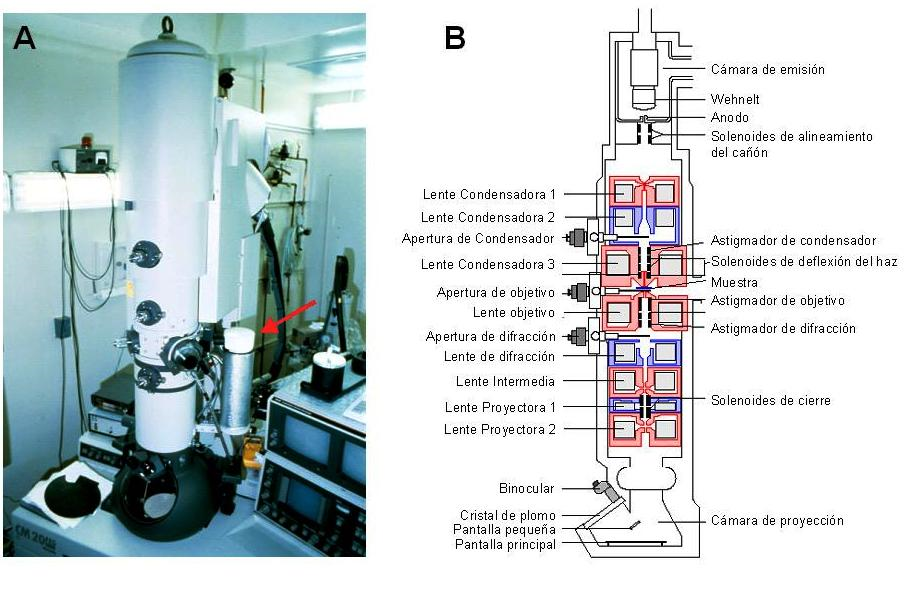 A
CM 200
B
Cámara de emisión
Wehnelt
Anodo
Solenoides de alineamiento
del cañón
Lente Condensadora 1
Lente Condensadora 2
Apertura de Condensador
Astigmador de condensador
Lente Condensadora 3
Solenoides de deflexión del haz
Muestra
Apertura de objetivo
Astigmador de objetivo
Lente objetivo
Astigmador de difracción
Apertura de difracción
Lente de difracción
Lente Intermedia
Solenoides de cierre
Lente Proyectora 1
Lente Proyectora 2
Binocular
Cristal de plomo
Cámara de proyección
Pantalla pequeña
Pantalla principal